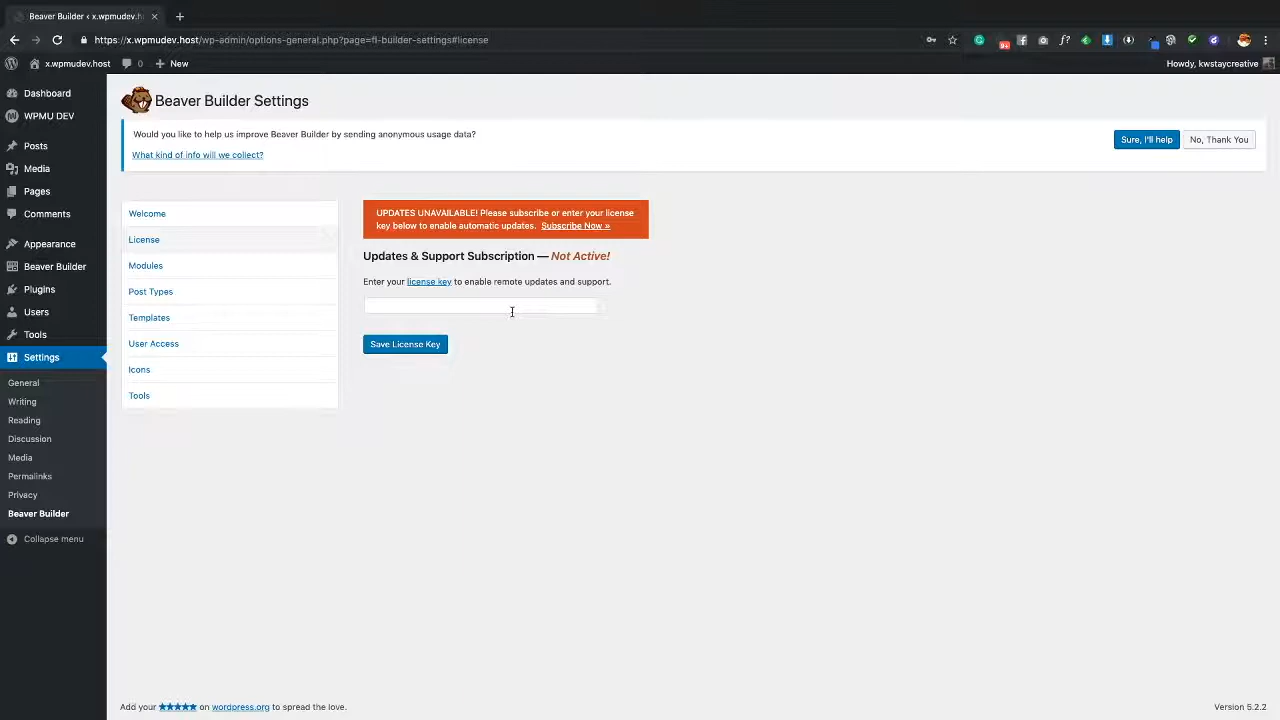 Beaver Builder < x.wpmudev.h
https://x.wpmudev.host/wp-admin/options-general.php?page=fl-builder-settings#license
x.wpmudev.host 0 New Howdy, kwstaycreative
Dashboard
WPMU DEV
Posts
Media
Pages
Comments
Appearance
Beaver Builder
Plugins
Users
Tools
Settings
General
Writing
Reading
Discussion
Media
Permalinks
Privacy
Beaver Builder
Collapse menu
Beaver Builder Settings
Would you like to help us improve Beaver Builder by sending anonymous usage data?
What kind of info will we collect?
Sure, I'll help No, Thank You
Welcome
License
Modules
Post Types
Templates
User Access
Icons
Tools
UPDATES UNAVAILABLE! Please subscribe or enter your license
key below to enable automatic updates. Subscribe Now »
Updates & Support Subscription — Not Active!
Enter your license key to enable remote updates and support.
Save License Key
Add your ★★★★★ on wordpress.org to spread the love.
Version 5.2.2